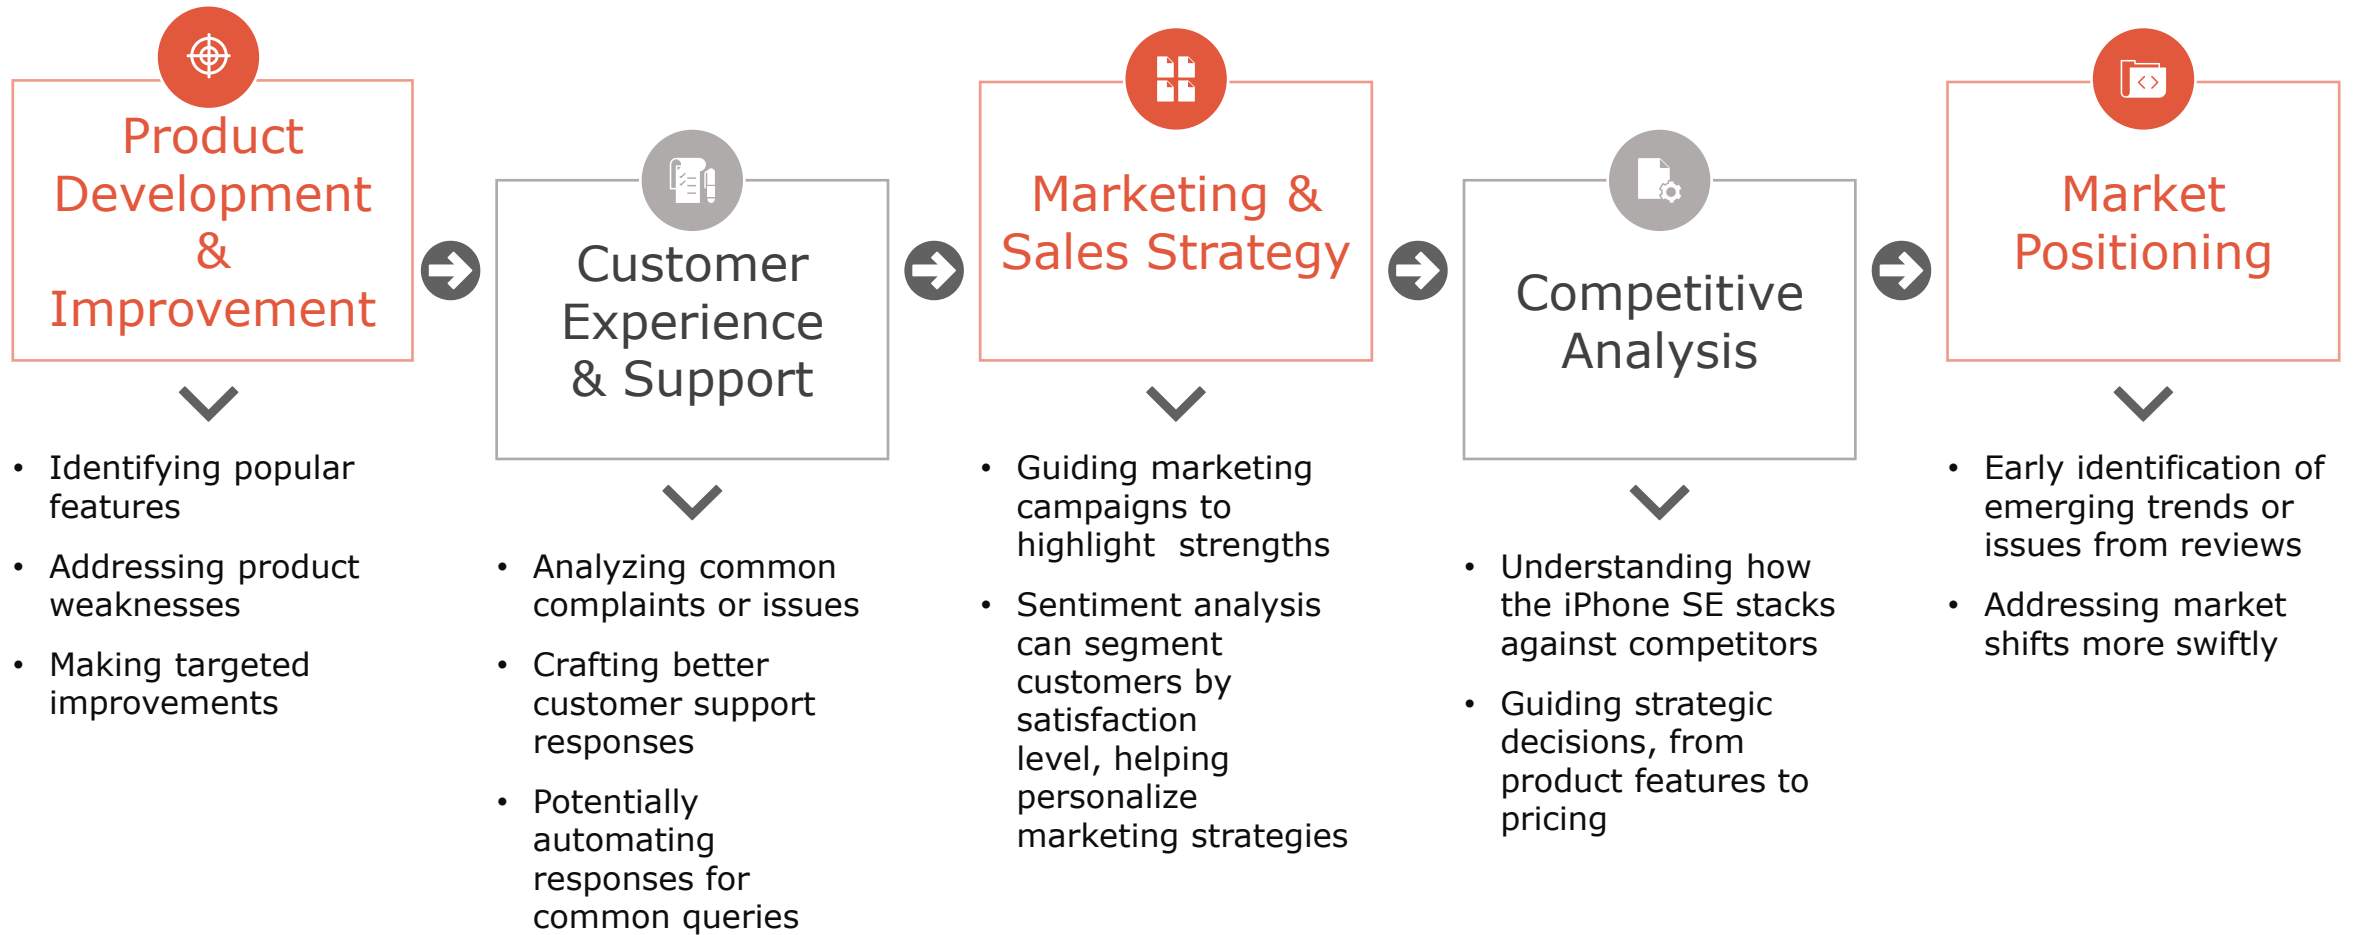 Product
Development
&
Improvement
• Identifying popular
features
• Addressing product
weaknesses
• Making targeted
improvements
Customer
Experience
& Support
• Analyzing common
complaints or issues
• Crafting better
customer support
responses
• Potentially
automating
responses for
common queries
Marketing &
Sales Strategy
• Guiding marketing
campaigns to
highlight  strengths
• Sentiment analysis
can segment
customers by
satisfaction
level, helping
personalize
marketing strategies
Competitive
Analysis
• Understanding how
the iPhone SE stacks
against competitors
• Guiding strategic
decisions, from
product features to
pricing
Market
Positioning
• Early identification of
emerging trends or
issues from reviews
• Addressing market
shifts more swiftly